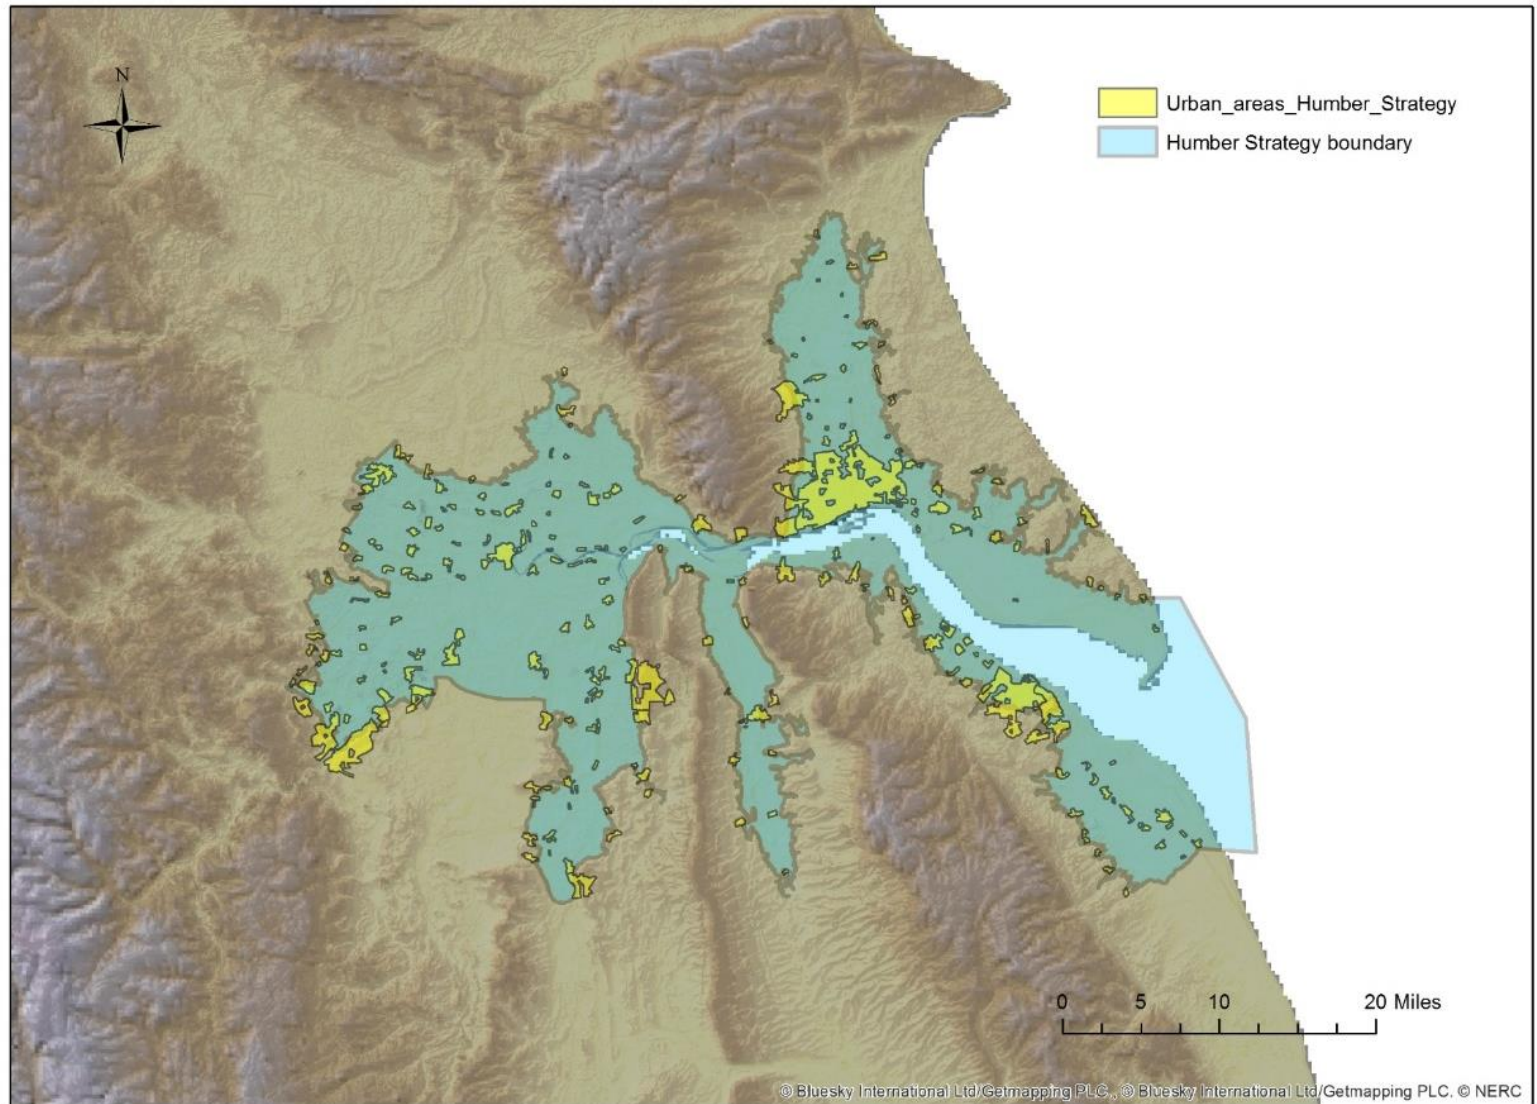 N
Urban_areas_Humber_Strategy
Humber Strategy boundary
0 5 10 20 Miles
© Bluesky International Ltd/Getmapping PLC , © Bluesky International Ltd/Getmapping PLC. © NERC